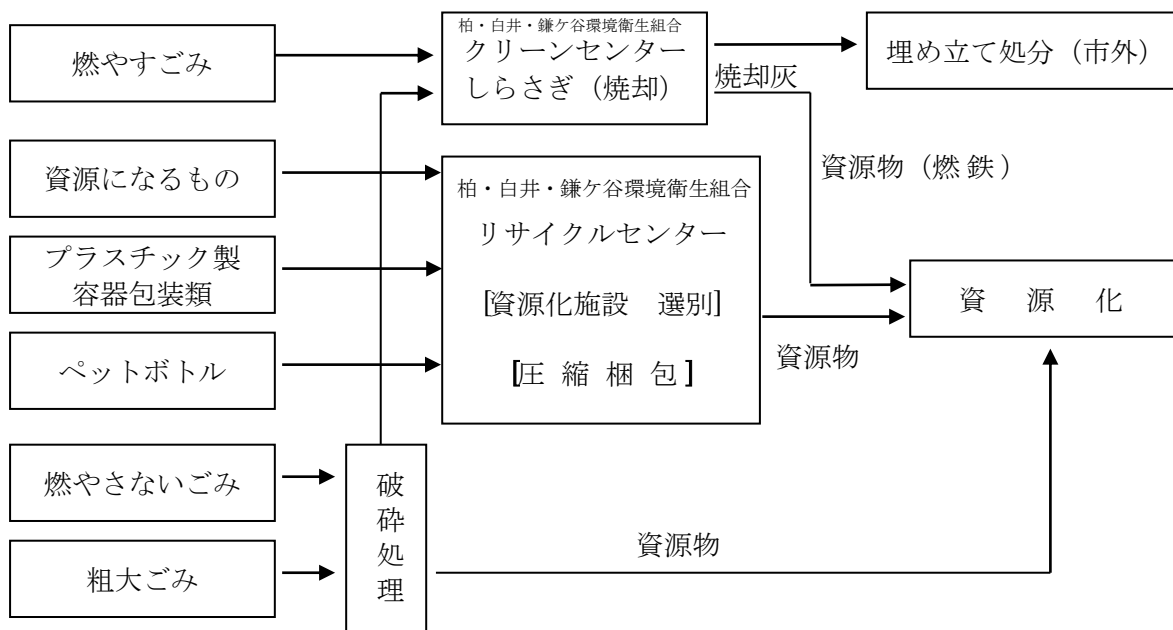 燃やすごみ
柏・白井・鎌ケ谷環境衛生組合
クリーンセンター
しらさぎ（焼却）
焼却灰
埋め立て処分（市外）
資源になるもの
資源物（燃鉄）
柏・白井・鎌ケ谷環境衛生組合
リサイクルセンター
[資源化施設　選別]
[圧縮梱包]
プラスチック製
容器包装類
資　源　化
資源物
ペットボトル
燃やさないごみ
破砕処理
資源物
粗大ごみ